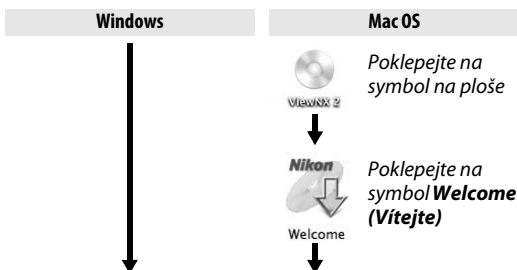 Windows
Mac OS
ViewNX 2
Poklepejte na
symbol na ploše
Nikon
Welcome
Poklepejte na
symbol Welcome
(Vítejte)